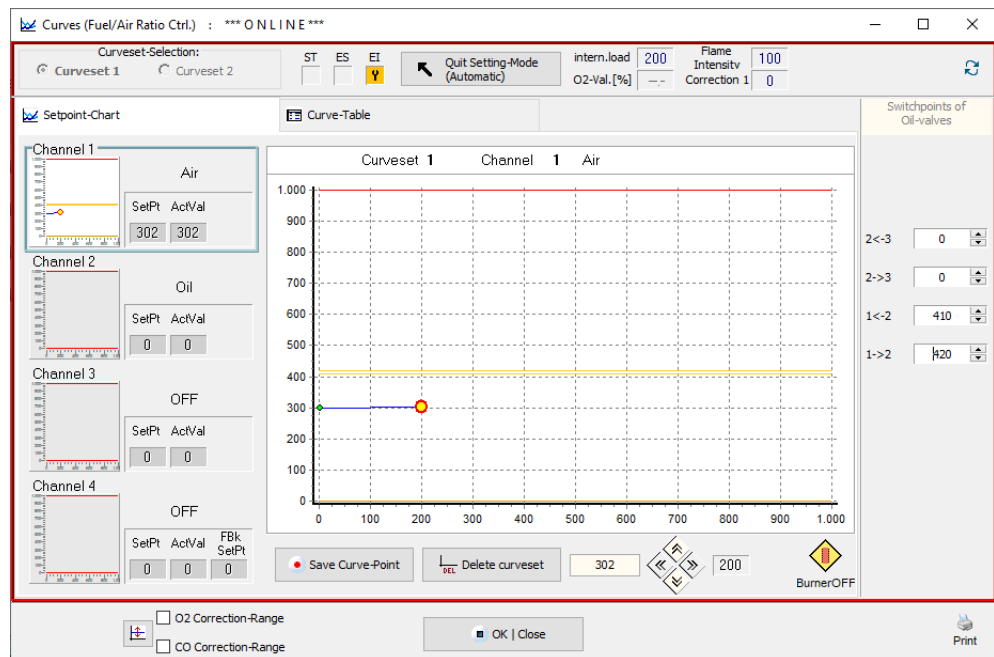 Curves (Fuel/Air Ratio Ctrl.) : *** O N L I N E ***
Curveset-Selection:
Curveset 1 Curveset 2
ST ES EI
Y
Quit Setting-Mode
(Automatic)
intern.load 200
O2-Val.[%] --.-
Flame
Intensitv 100
Correction 1 0
Setpoint-Chart
Curve-Table
Switchpoints of
Oil-valves
Channel 1
Air
SetPt ActVal
302 302
Channel 2
Oil
SetPt ActVal
0 0
Channel 3
OFF
SetPt ActVal
0 0
Channel 4
OFF
SetPt ActVal FBk
SetPt
0 0 0
Curveset 1 Channel 1 Air
1.000
900
800
700
600
500
400
300
200
100
0
0 100 200 300 400 500 600 700 800 900 1.000
2<-3 0
2->3 0
1<-2 410
1->2 420
Save Curve-Point
DEL Delete curveset
302
200
BurnerOFF
O2 Correction-Range
CO Correction-Range
OK | Close
Print